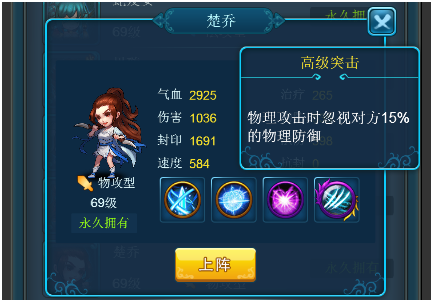 69级
永久拥有
楚乔
高级突击
物理攻击时忽视对方15%
的物理防御
气血 2925
治疗 265
伤害 1036
封印 1691
速度 584
物攻型
69级
永久拥有
上阵
楚乔
69级
永久拥有